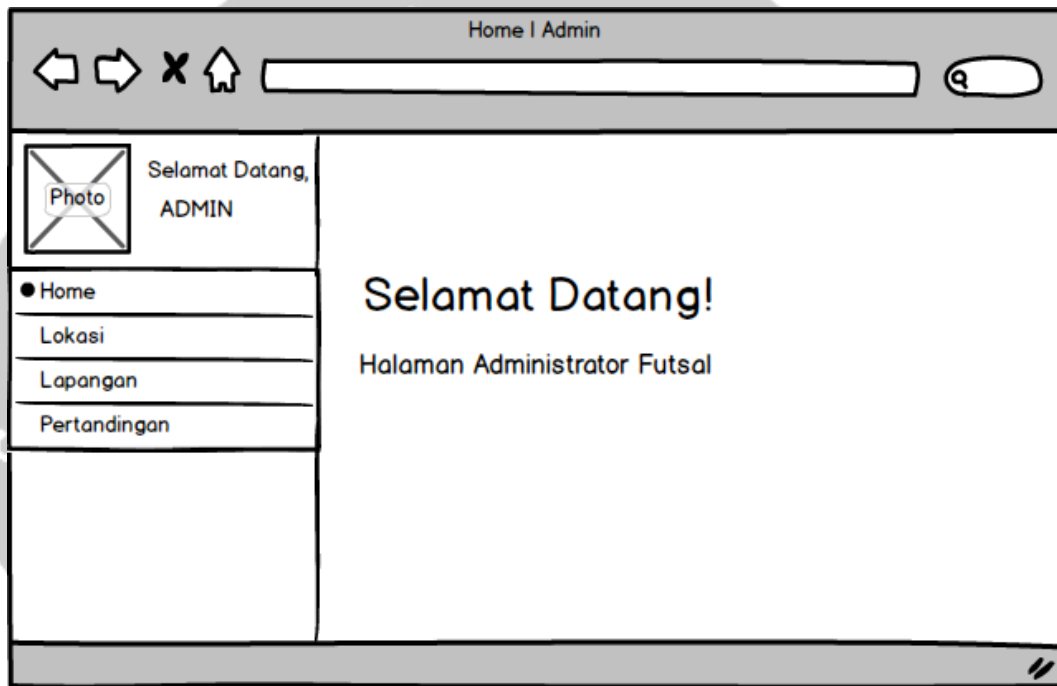 Home | Admin
Photo
Selamat Datang,
ADMIN
Home
Lokasi
Lapangan
Pertandingan
Selamat Datang!
Halaman Administrator Futsal